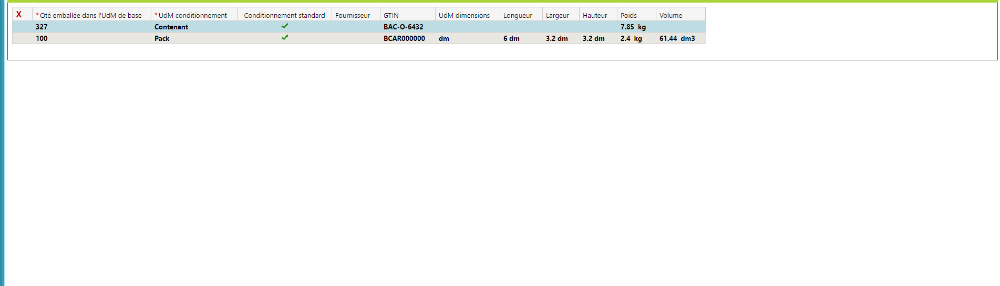 X *Qté emballée dans l'UdM de base *UdM conditionnement Conditionnement standard Fournisseur GTIN UdM dimensions Longueur Largeur Hauteur Poids Volume
327 Contenant ✓ BAC-O-6432 7.85 kg
100 Pack ✓ BCAR000000 dm 6 dm 3.2 dm 3.2 dm 2.4 kg 61.44 dm3